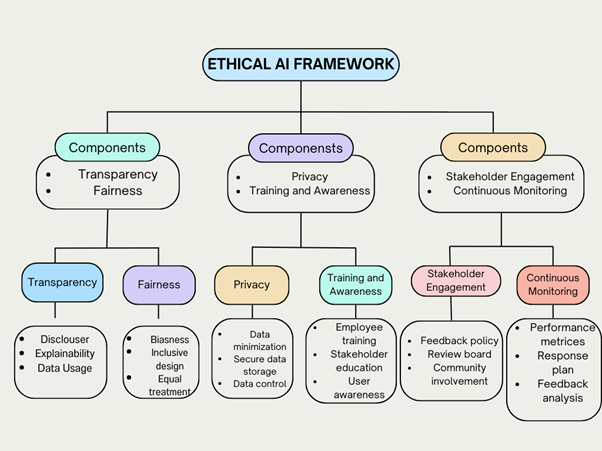 ETHICAL AI FRAMEWORK
Components
Transparency
Fairness
Componensts
Privacy
Training and Awareness
Compoents
Stakeholder Engagement
Continuous Monitoring
Transparency
Fairness
Privacy
Training and
Awareness
Stakeholder
Engagement
Continuous
Monitoring
Disclouser
Explainability
Data Usage
Biasness
Inclusive
design
Equal
treatment
Data
minimization
Secure data
storage
Data control
Employee
training
Stakeholder
education
User
awareness
Feedback policy
Review board
Community
involvement
Performance
metrices
Response
plan
Feedback
analysis